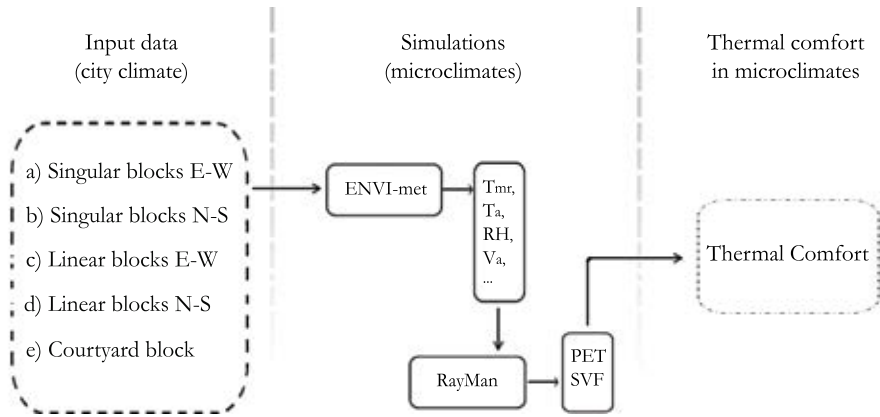 Input data
(city climate)
Simulations
(microclimates)
Thermal comfort
in microclimates
a) Singular blocks E-W
b) Singular blocks N-S
c) Linear blocks E-W
d) Linear blocks N-S
e) Courtyard block
ENVI-met
Tmr,
Ta,
RH,
Va,
...
RayMan
PET
SVF
Thermal Comfort